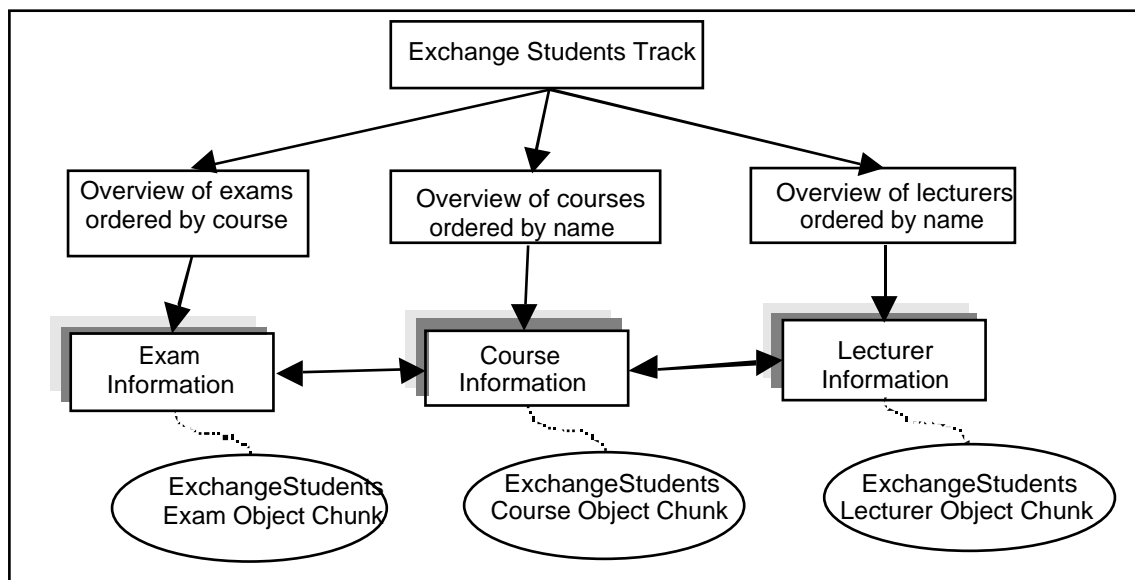 Exchange Students Track
Overview of exams
ordered by course
Overview of courses
ordered by name
Overview of lecturers
ordered by name
Exam
Information
Course
Information
Lecturer
Information
ExchangeStudents
Exam Object Chunk
ExchangeStudents
Course Object Chunk
ExchangeStudents
Lecturer Object Chunk